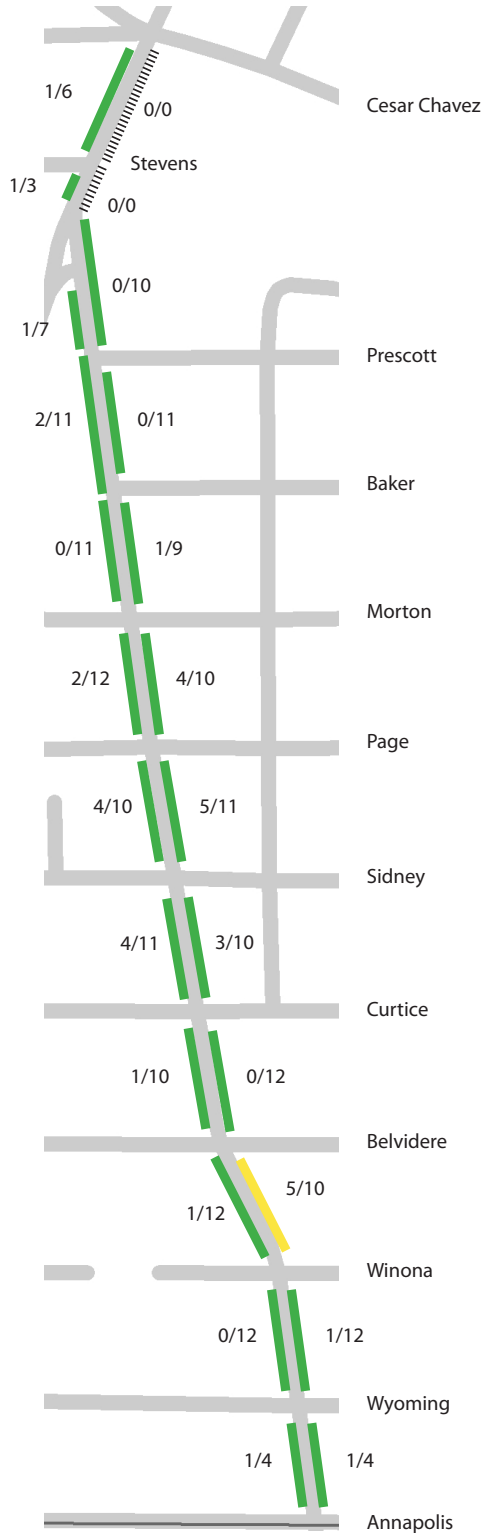 1/6
0/0
Cesar Chavez
Stevens
1/3
0/0
0/10
1/7
Prescott
2/11
0/11
Baker
0/11
1/9
Morton
2/12
4/10
Page
4/10
5/11
Sidney
4/11
3/10
Curtice
1/10
0/12
Belvidere
5/10
1/12
Winona
0/12
1/12
Wyoming
1/4
1/4
Annapolis